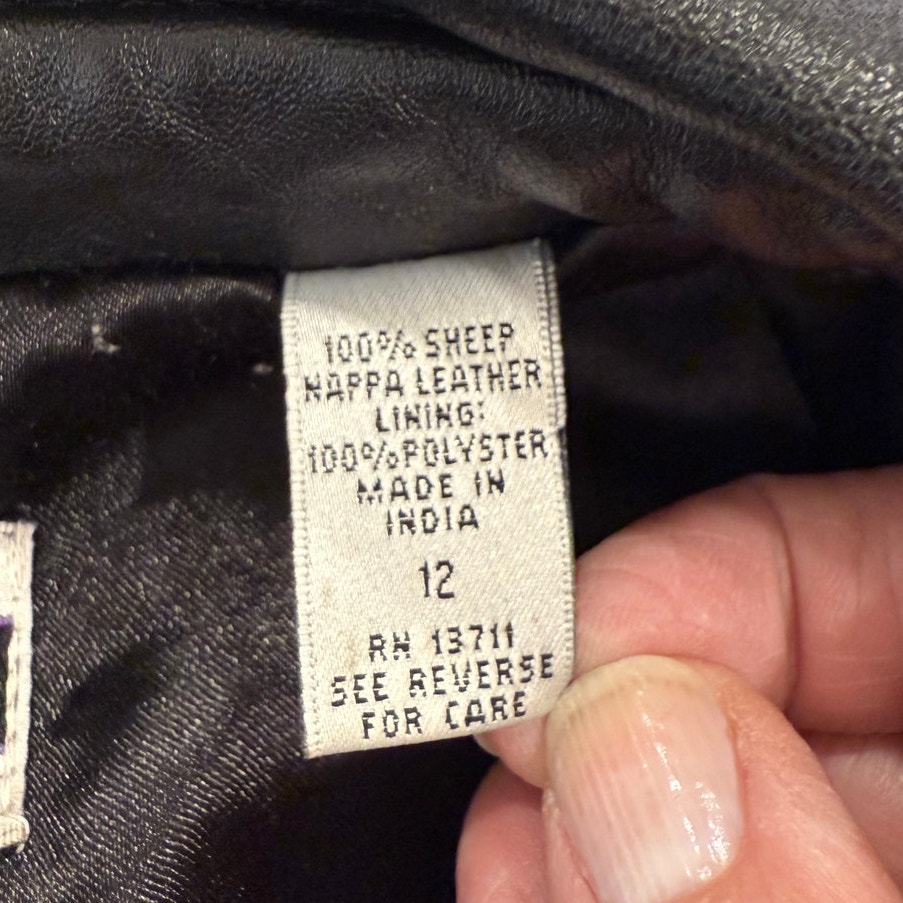 100% SHEEP
NAPPA LEATHER
LINING:
100% POLYSTER
MADE IN
INDIA
12
RN 13711
SEE REVERSE
FOR CARE